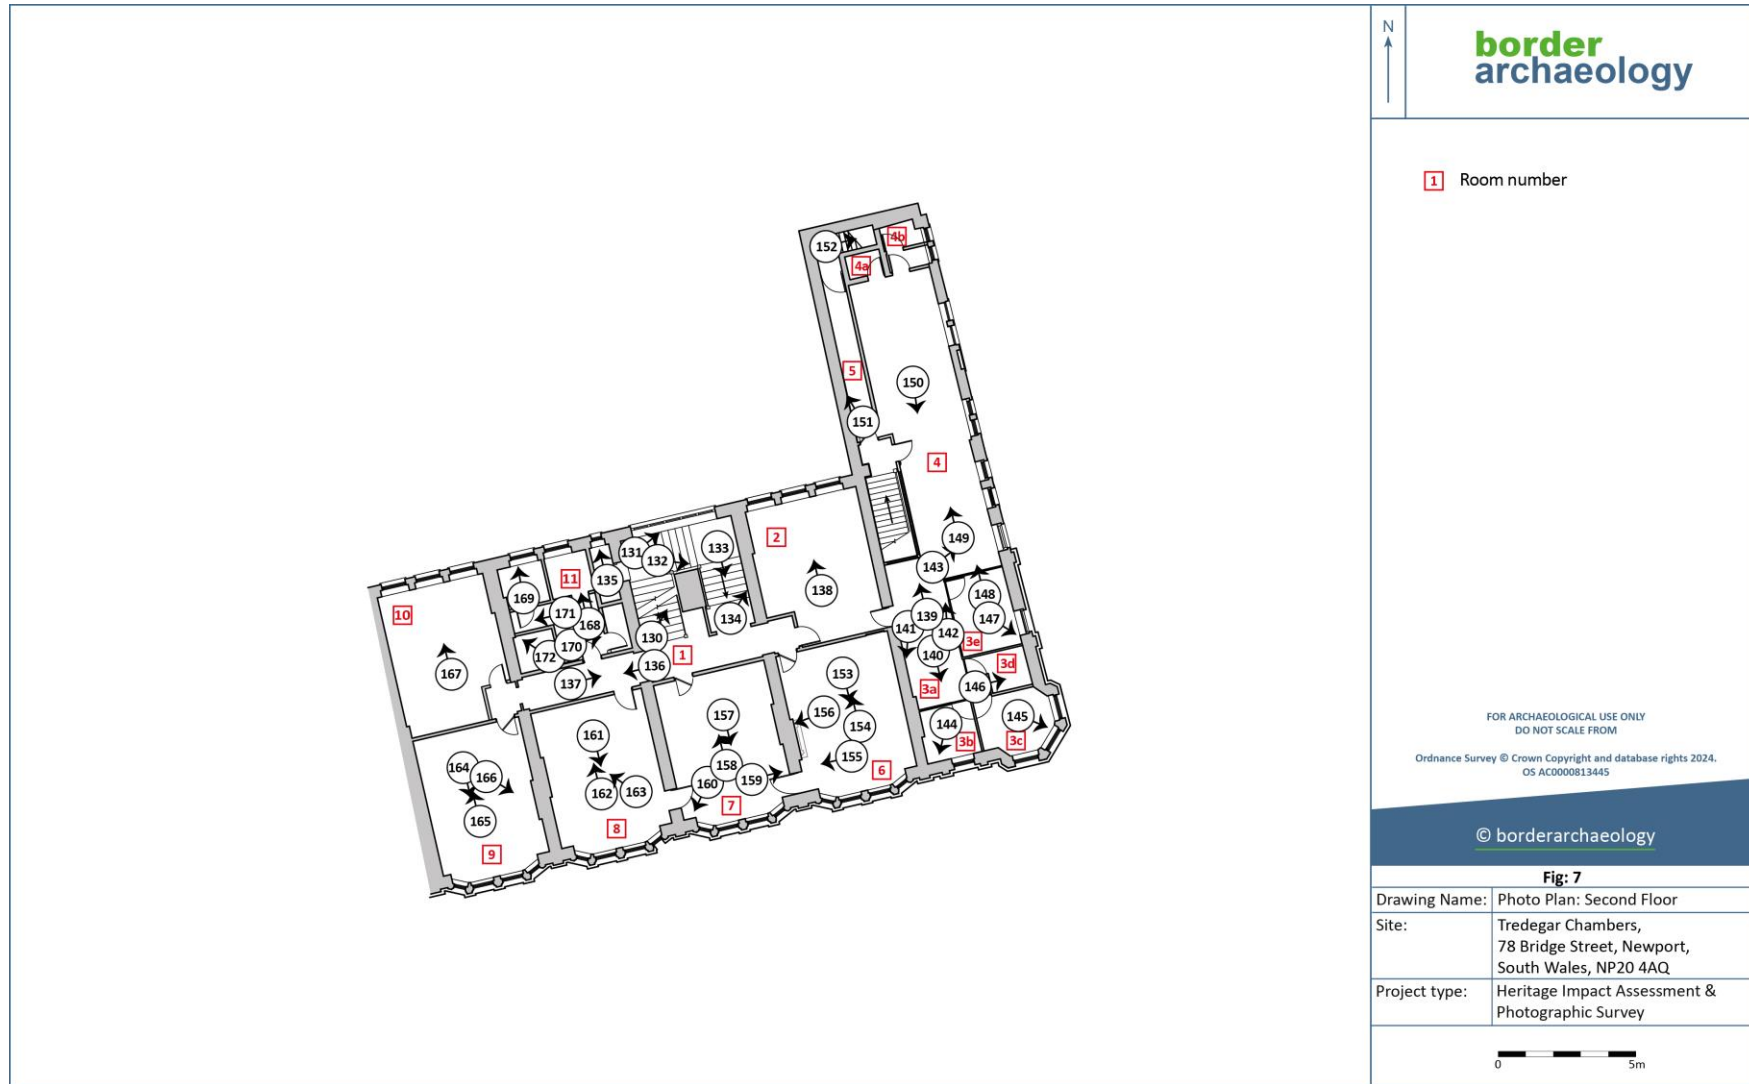 N
border
archaeology
1 Room number
152
4b
4a
5
150
151
4
2
131
132
133
149
143
11
135
169
138
148
171
139
147
10
168
134
141
142
130
3e
170
140
172
1
136
3d
167
137
153
3a
146
156
157
145
154
144
161
3b
3c
155
158
164
6
166
160
159
162
163
7
165
8
9
FOR ARCHAEOLOGICAL USE ONLY
DO NOT SCALE FROM
Ordnance Survey © Crown Copyright and database rights 2024.
OS AC0000813445
© borderarchaeology
Fig: 7
Drawing Name: Photo Plan: Second Floor
Site: Tredegar Chambers,
78 Bridge Street, Newport,
South Wales, NP20 4AQ
Project type: Heritage Impact Assessment &
Photographic Survey
0 5m